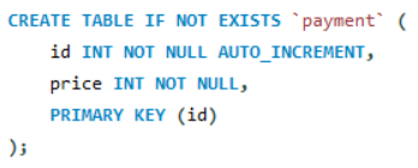 CREATE TABLE IF NOT EXISTS `payment` (
    id INT NOT NULL AUTO_INCREMENT,
    price INT NOT NULL,
    PRIMARY KEY (id)
);